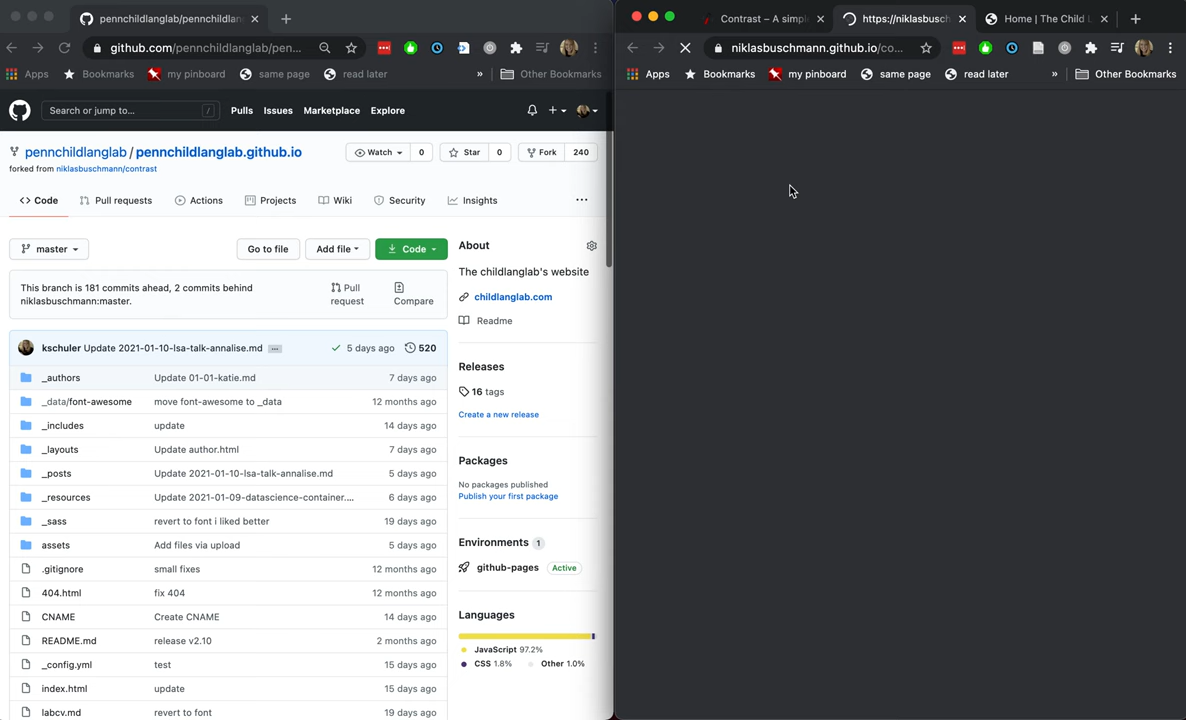 pennchildlanglab/pennchildlan
github.com/pennchildlanglab/pen...
Apps
Bookmarks
my pinboard
same page
read later
»
Other Bookmarks
Search or jump to...
/
Pulls
Issues
Marketplace
Explore
pennchildlanglab / pennchildlanglab.github.io
forked from niklasbuschmann/contrast
Watch
0
Star
0
Fork
240
Code
Pull requests
Actions
Projects
Wiki
Security
Insights
...
master
Go to file
Add file
Code
This branch is 181 commits ahead, 2 commits behind
niklasbuschmann:master.
Pull
request
Compare
kschuler Update 2021-01-10-lsa-talk-annalise.md
...
5 days ago
520
_authors
Update 01-01-katie.md
7 days ago
_data/font-awesome
move font-awesome to _data
12 months ago
_includes
update
14 days ago
_layouts
Update author.html
7 days ago
_posts
Update 2021-01-10-lsa-talk-annalise.md
5 days ago
_resources
Update 2021-01-09-datascience-container....
6 days ago
_sass
revert to font i liked better
19 days ago
assets
Add files via upload
5 days ago
.gitignore
small fixes
12 months ago
404.html
fix 404
12 months ago
CNAME
Create CNAME
14 days ago
README.md
release v2.10
2 months ago
_config.yml
test
15 days ago
index.html
update
15 days ago
labcv.md
revert to font
19 days ago
About
The childlanglab's website
childlanglab.com
Readme
Releases
16 tags
Create a new release
Packages
No packages published
Publish your first package
Environments 1
github-pages
Active
Languages
JavaScript 97.2%
CSS 1.8%
Other 1.0%
Contrast – A simpl
https://niklasbusch
Home | The Child L
niklasbuschmann.github.io/co...
Apps
Bookmarks
my pinboard
same page
read later
»
Other Bookmarks